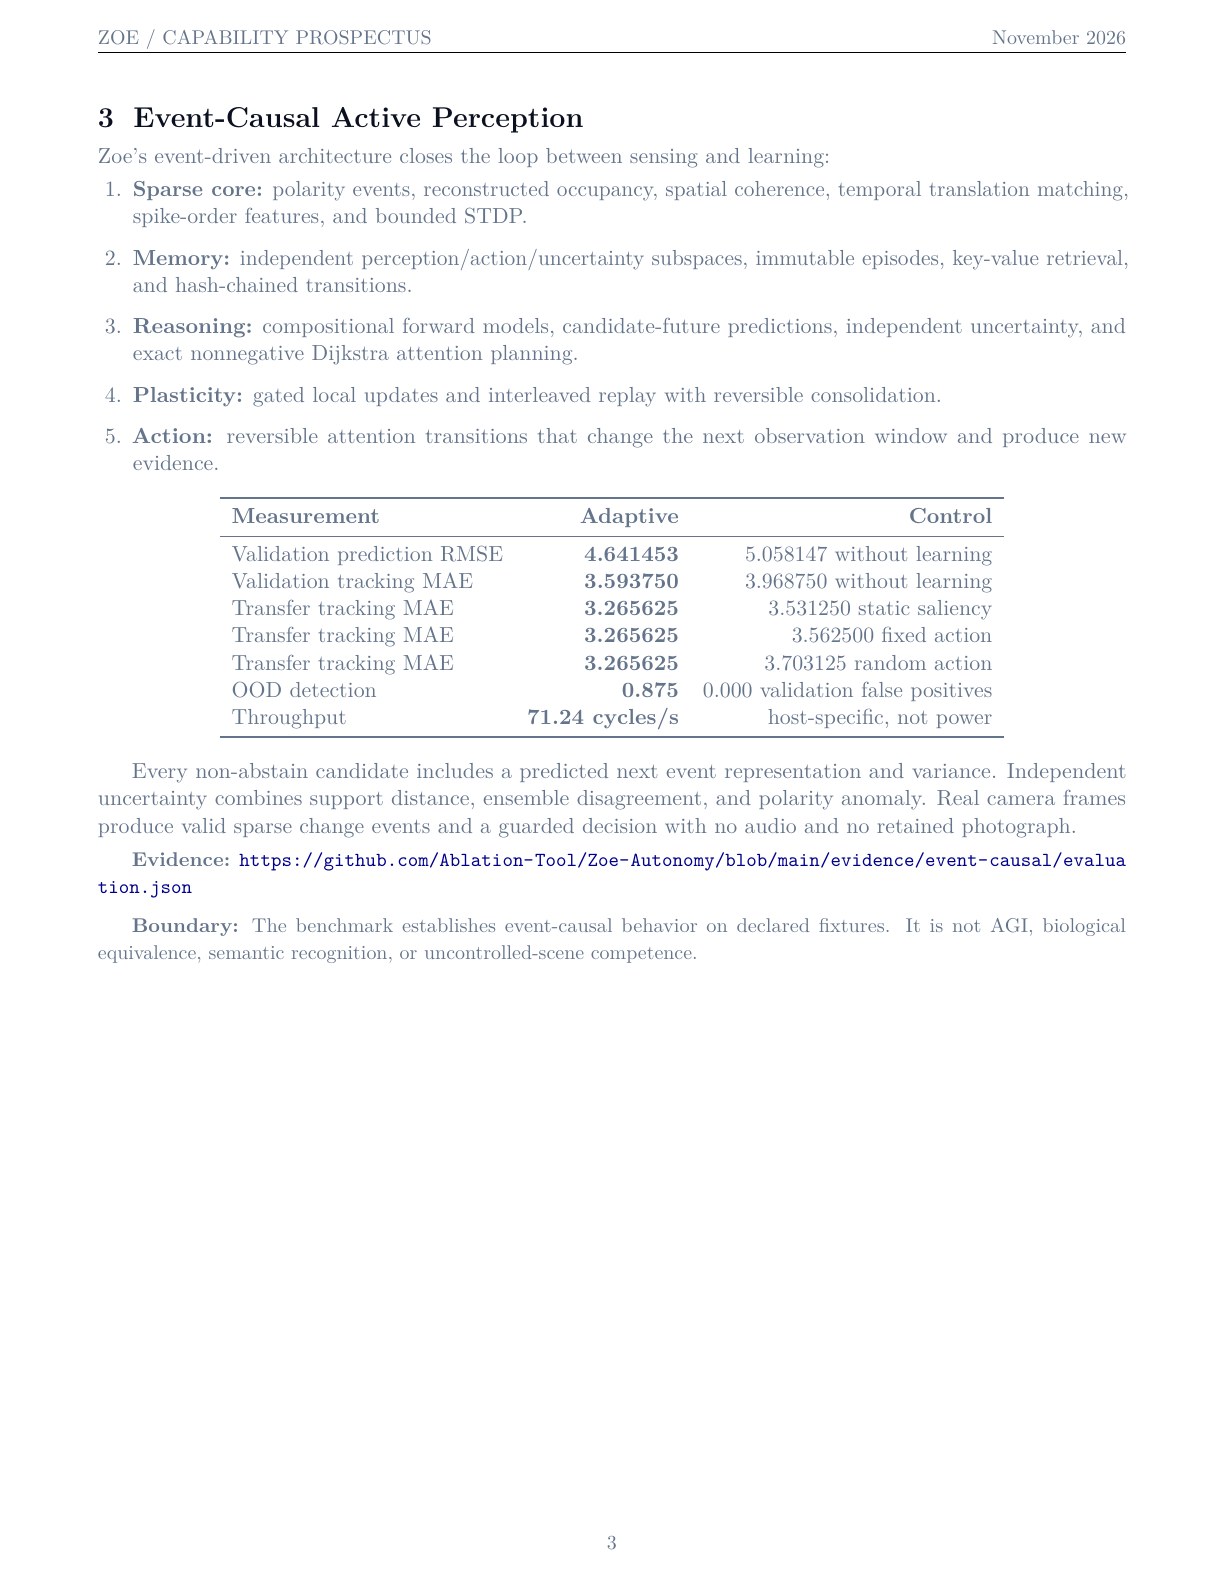 ZOE / CAPABILITY PROSPECTUS November 2026
3 Event-Causal Active Perception
Zoe's event-driven architecture closes the loop between sensing and learning:
1. Sparse core: polarity events, reconstructed occupancy, spatial coherence, temporal translation matching,
spike-order features, and bounded STDP.
2. Memory: independent perception/action/uncertainty subspaces, immutable episodes, key-value retrieval,
and hash-chained transitions.
3. Reasoning: compositional forward models, candidate-future predictions, independent uncertainty, and
exact nonnegative Dijkstra attention planning.
4. Plasticity: gated local updates and interleaved replay with reversible consolidation.
5. Action: reversible attention transitions that change the next observation window and produce new
evidence.
Measurement Adaptive Control
Validation prediction RMSE 4.641453 5.058147 without learning
Validation tracking MAE 3.593750 3.968750 without learning
Transfer tracking MAE 3.265625 3.531250 static saliency
Transfer tracking MAE 3.265625 3.562500 fixed action
Transfer tracking MAE 3.265625 3.703125 random action
OOD detection 0.875 0.000 validation false positives
Throughput 71.24 cycles/s host-specific, not power
Every non-abstain candidate includes a predicted next event representation and variance. Independent
uncertainty combines support distance, ensemble disagreement, and polarity anomaly. Real camera frames
produce valid sparse change events and a guarded decision with no audio and no retained photograph.
Evidence: https://github.com/Ablation-Tool/Zoe-Autonomy/blob/main/evidence/event-causal/evalua
tion.json
Boundary: The benchmark establishes event-causal behavior on declared fixtures. It is not AGI, biological
equivalence, semantic recognition, or uncontrolled-scene competence.
3